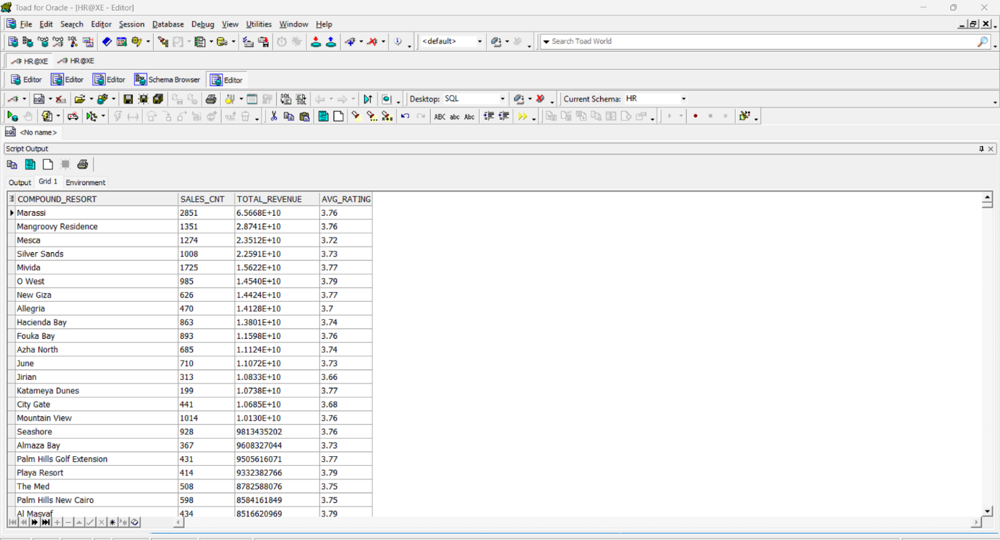 Toad for Oracle - [HR@XE - Editor]
File Edit Search Editor Session Database Debug View Utilities Window Help
<default> Search Toad World
HR@XE HR@XE
Editor Editor Editor Schema Browser Editor
SQL Desktop: SQL Current Schema: HR
ABC abc Abc
SQL <No name>
Script Output
Output Grid 1 Environment
COMPOUND_RESORT SALES_CNT TOTAL_REVENUE AVG_RATING
Marassi 2851 6.5668E+10 3.76
Mangroovy Residence 1351 2.8741E+10 3.76
Mesca 1274 2.3512E+10 3.72
Silver Sands 1008 2.2591E+10 3.73
Mivida 1725 1.5622E+10 3.77
O West 985 1.4540E+10 3.79
New Giza 626 1.4424E+10 3.77
Allegria 470 1.4128E+10 3.7
Hacienda Bay 863 1.3801E+10 3.74
Fouka Bay 893 1.1598E+10 3.76
Azha North 685 1.1124E+10 3.74
June 710 1.1072E+10 3.73
Jirian 313 1.0833E+10 3.66
Katameya Dunes 199 1.0738E+10 3.77
City Gate 441 1.0685E+10 3.68
Mountain View 1014 1.0130E+10 3.76
Seashore 928 9813435202 3.76
Almaza Bay 367 9608327044 3.73
Palm Hills Golf Extension 431 9505616071 3.77
Playa Resort 414 9332382766 3.79
The Med 508 8782588076 3.75
Palm Hills New Cairo 598 8584161849 3.75
Al Masyaf 434 8516620969 3.79